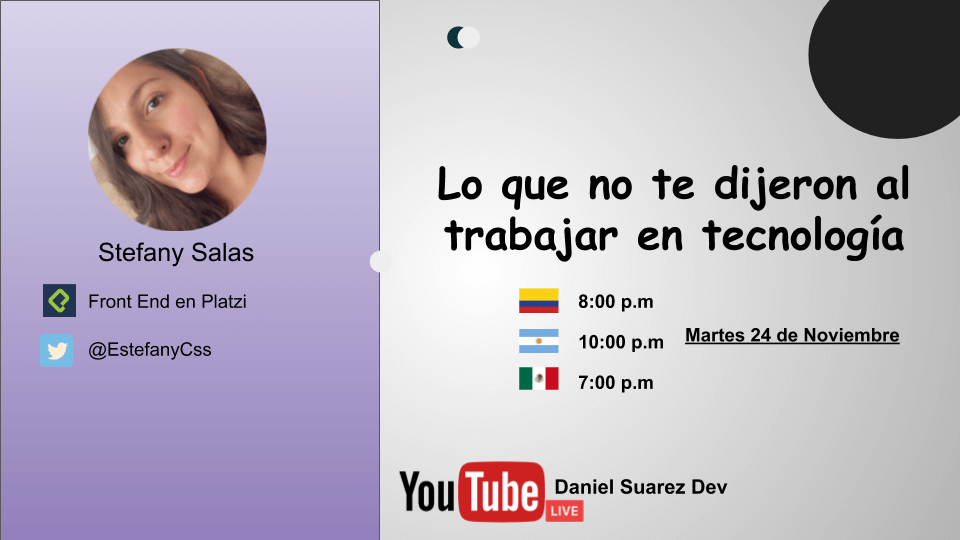 Stefany Salas
Front End en Platzi
@EstefanyCss
Lo que no te dijeron al
trabajar en tecnología
8:00 p.m
10:00 p.m
7:00 p.m
Martes 24 de Noviembre
YouTube
LIVE
Daniel Suarez Dev